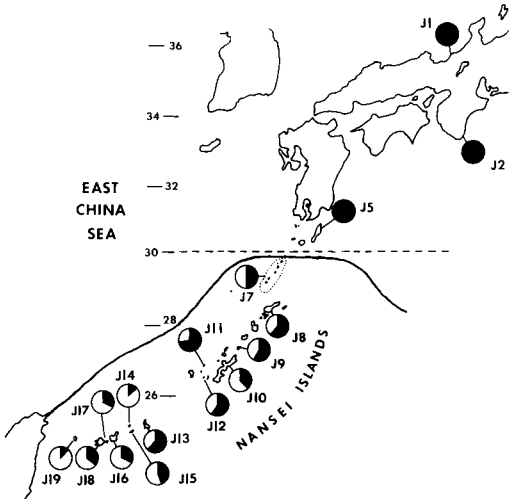 J1
36
34
J2
32
EAST
CHINA
SEA
J5
30
J7
28
J11
J8
J9
J10
NANSEI ISLANDS
J14
26
J17
J12
J13
J19
J18
J16
J15